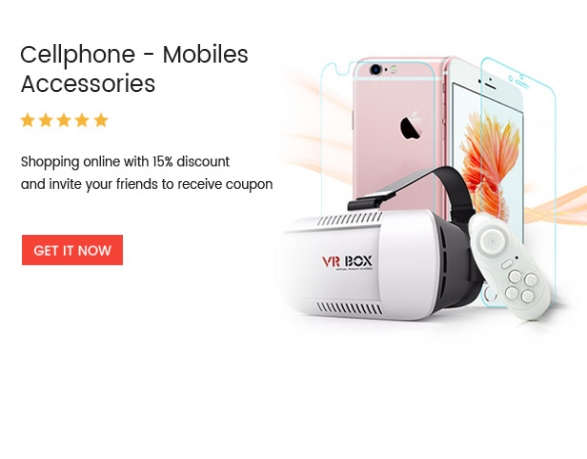 Cellphone - Mobiles
Accessories
Shopping online with 15% discount
and invite your friends to receive coupon
GET IT NOW
VR BOX